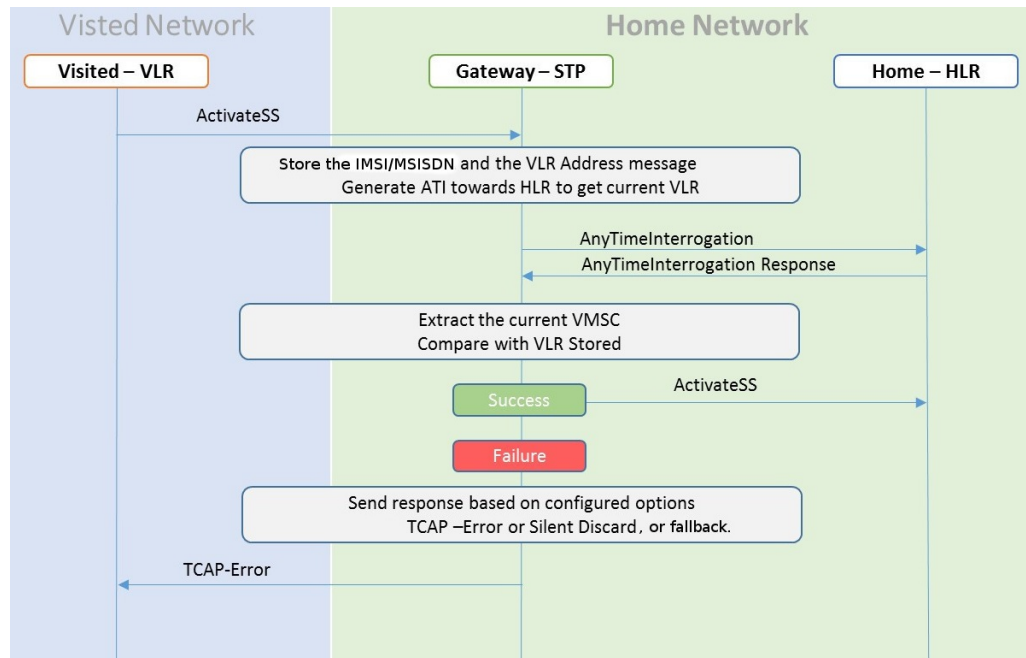 Visted Network
Home Network
Visited – VLR
Gateway – STP
Home – HLR
ActivateSS
Store the IMSI/MSISDN and the VLR Address message
Generate ATI towards HLR to get current VLR
AnyTimeInterrogation
AnyTimeInterrogation Response
Extract the current VMSC
Compare with VLR Stored
Success
ActivateSS
Failure
Send response based on configured options
TCAP –Error or Silent Discard, or fallback.
TCAP-Error